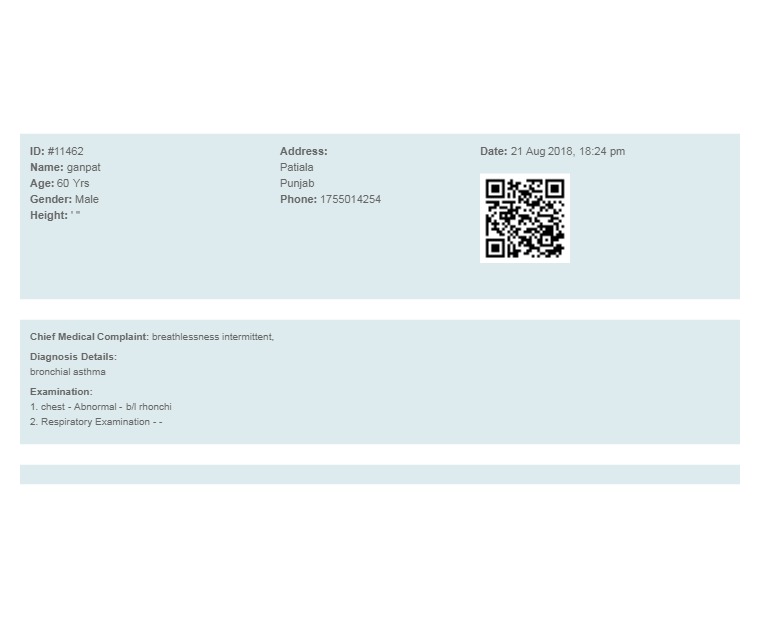 ID: #11462
Name: ganpat
Age: 60 Yrs
Gender: Male
Height: ' "
Address:
Patiala
Punjab
Phone: 1755014254
Date: 21 Aug 2018, 18:24 pm
Chief Medical Complaint: breathlessness intermittent,
Diagnosis Details:
bronchial asthma
Examination:
1. chest - Abnormal - b/l rhonchi
2. Respiratory Examination - -